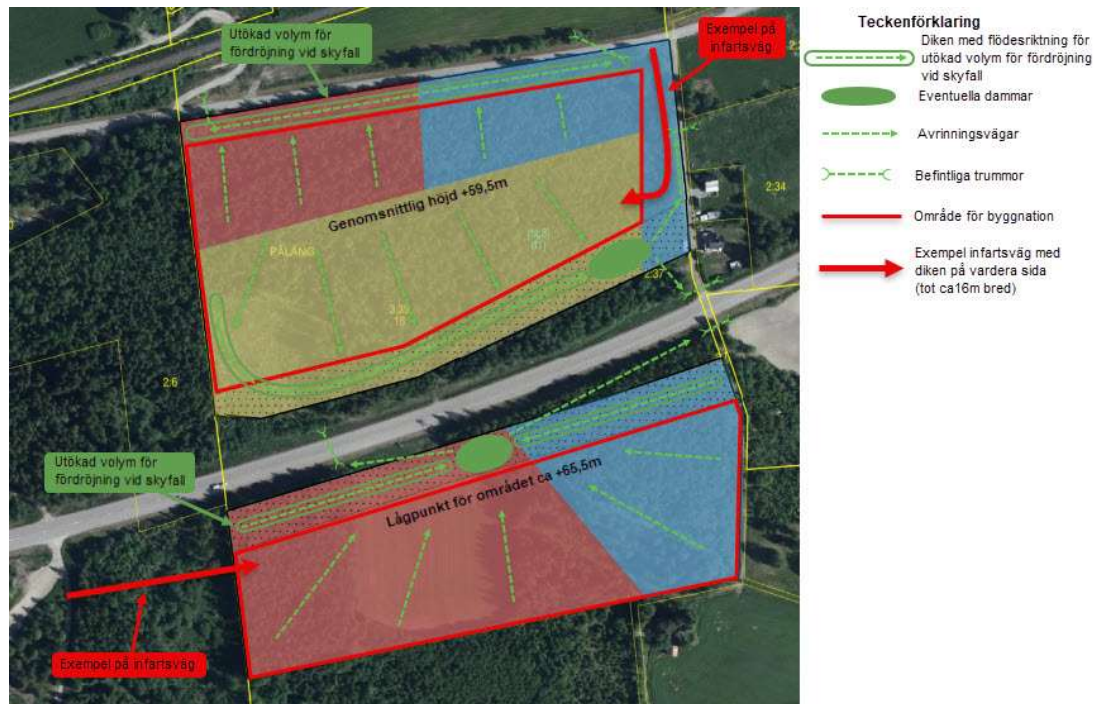 Utökad volym för
fördröjning vid skyfall
Exempel på
infartsväg
Genomsnittlig höjd +59,5m
PÅLÄNG
2:34
2:37
2:6
Utökad volym för
fördröjning vid skyfall
Lågpunkt för området ca +65,5m
Exempel på infartsväg
Teckenförklaring
Diken med flödesriktning för
utökad volym för fördröjning
vid skyfall
Eventuella dammar
Avrinningsvägar
Befintliga trummor
Område för byggnation
Exempel infartsväg med
diken på vardera sida
(tot ca16m bred)